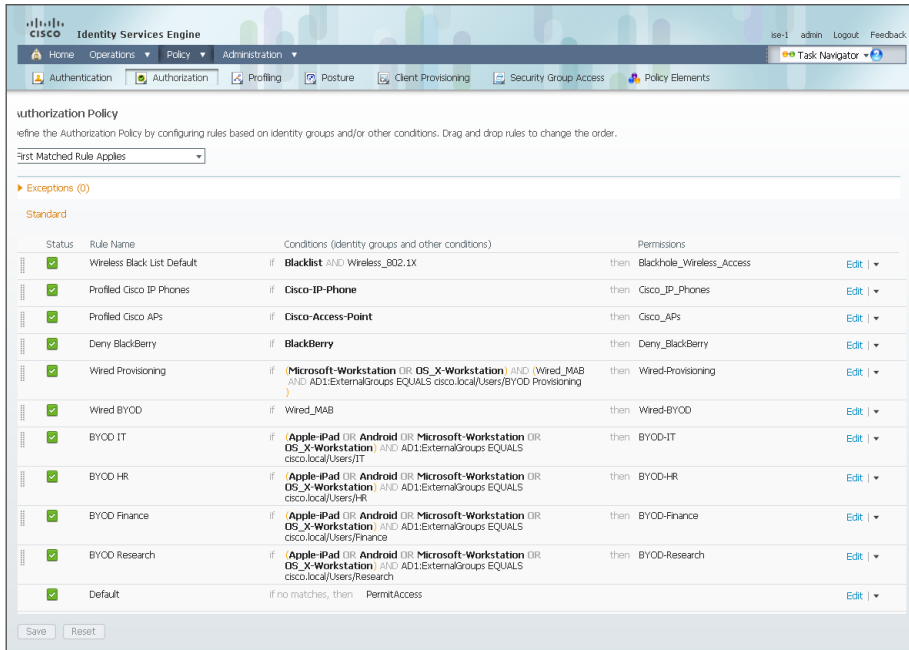 CISCO Identity Services Engine
ise-1 admin Logout Feedback
Home Operations Policy Administration
Task Navigator
Authentication Authorization Profiling Posture Client Provisioning Security Group Access Policy Elements
uthorization Policy
efine the Authorization Policy by configuring rules based on identity groups and/or other conditions. Drag and drop rules to change the order.
First Matched Rule Applies
Exceptions (0)
Standard
Status Rule Name Conditions (identity groups and other conditions) Permissions
Wireless Black List Default if Blacklist AND Wireless_802.1X then Blackhole_Wireless_Access Edit |
Profiled Cisco IP Phones if Cisco-IP-Phone then Cisco_IP_Phones Edit |
Profiled Cisco APs if Cisco-Access-Point then Cisco_APs Edit |
Deny BlackBerry if BlackBerry then Deny_BlackBerry Edit |
Wired Provisioning if (Microsoft-Workstation OR OS_X-Workstation) AND (Wired_MAB then Wired-Provisioning Edit |
AND AD1:ExternalGroups EQUALS cisco.local/Users/BYOD Provisioning
)
Wired BYOD if Wired_MAB then Wired-BYOD Edit |
BYOD IT if (Apple-iPad OR Android OR Microsoft-Workstation OR then BYOD-IT Edit |
OS_X-Workstation) AND AD1:ExternalGroups EQUALS
cisco.local/Users/IT
BYOD HR if (Apple-iPad OR Android OR Microsoft-Workstation OR then BYOD-HR Edit |
OS_X-Workstation) AND AD1:ExternalGroups EQUALS
cisco.local/Users/HR
BYOD Finance if (Apple-iPad OR Android OR Microsoft-Workstation OR then BYOD-Finance Edit |
OS_X-Workstation) AND AD1:ExternalGroups EQUALS
cisco.local/Users/Finance
BYOD Research if (Apple-iPad OR Android OR Microsoft-Workstation OR then BYOD-Research Edit |
OS_X-Workstation) AND AD1:ExternalGroups EQUALS
cisco.local/Users/Research
Default if no matches, then PermitAccess Edit |
Save Reset